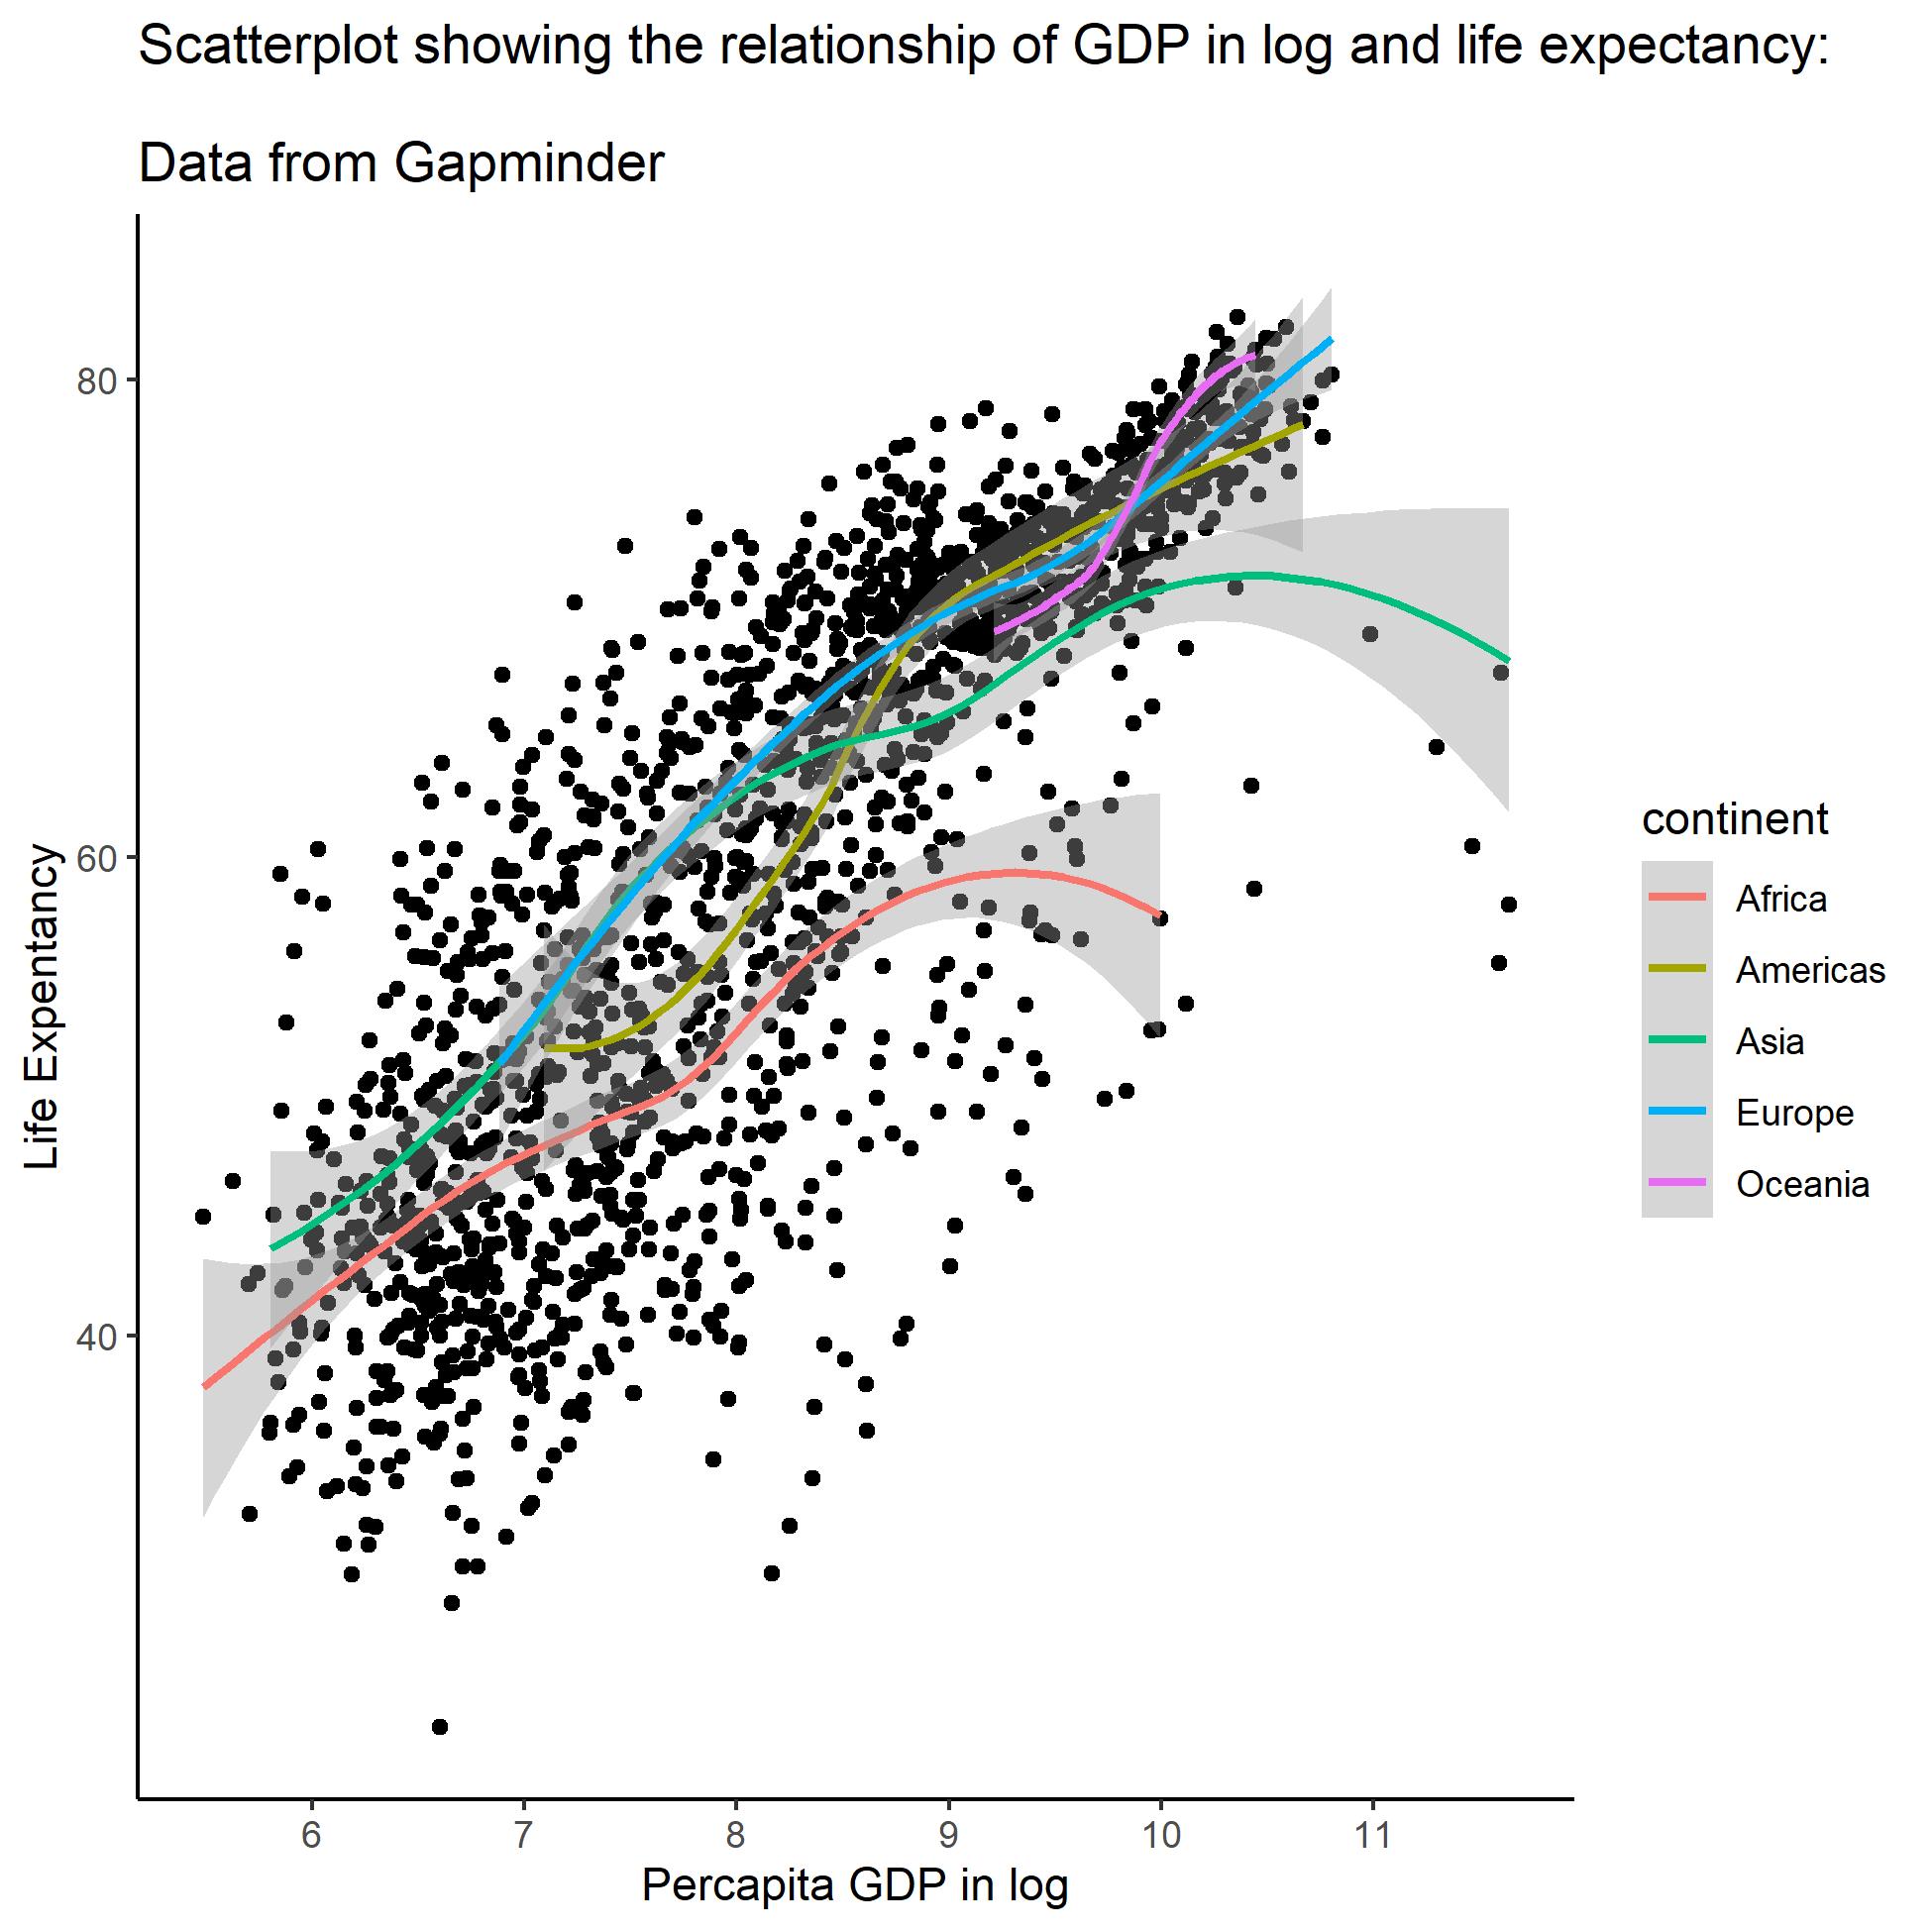 Scatterplot showing the relationship of GDP in log and life expectancy:
Data from Gapminder
80
60
40
Life Expentancy
6 7 8 9 10 11
Percapita GDP in log
continent
Africa
Americas
Asia
Europe
Oceania